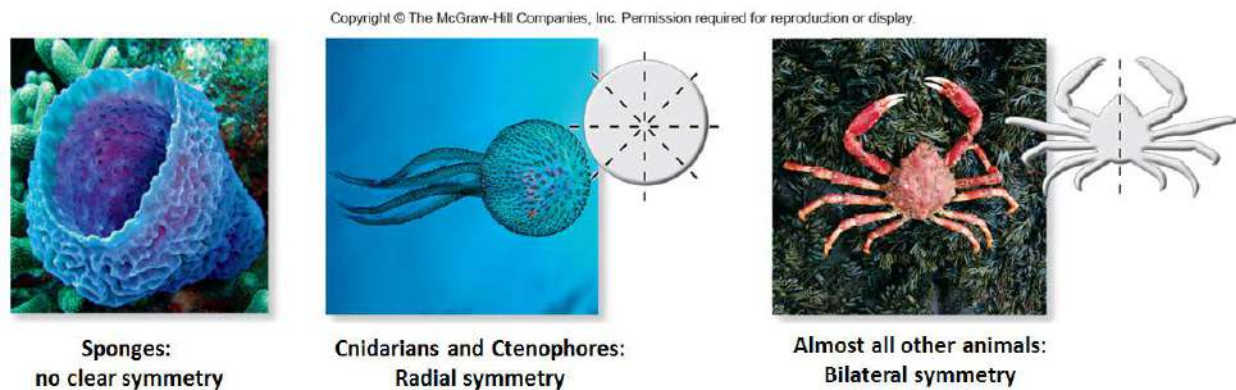 Copyright © The McGraw-Hill Companies, Inc. Permission required for reproduction or display.
Sponges:
no clear symmetry
Cnidarians and Ctenophores:
Radial symmetry
Almost all other animals:
Bilateral symmetry